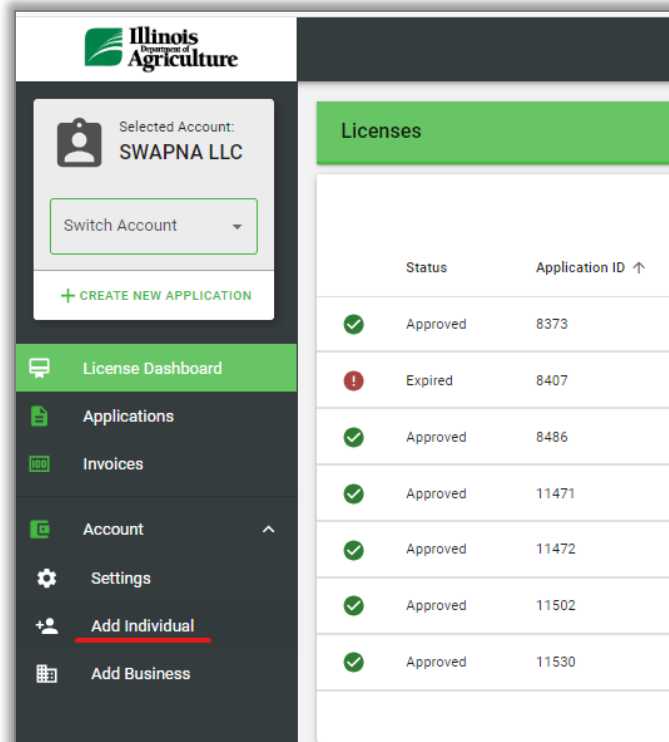 Illinois
Department of
Agriculture
Selected Account:
SWAPNA LLC
Switch Account
+ CREATE NEW APPLICATION
License Dashboard
Applications
100
Invoices
Account
Settings
Add Individual
Add Business
Licenses
Status Application ID ↑
Approved 8373
Expired 8407
Approved 8486
Approved 11471
Approved 11472
Approved 11502
Approved 11530